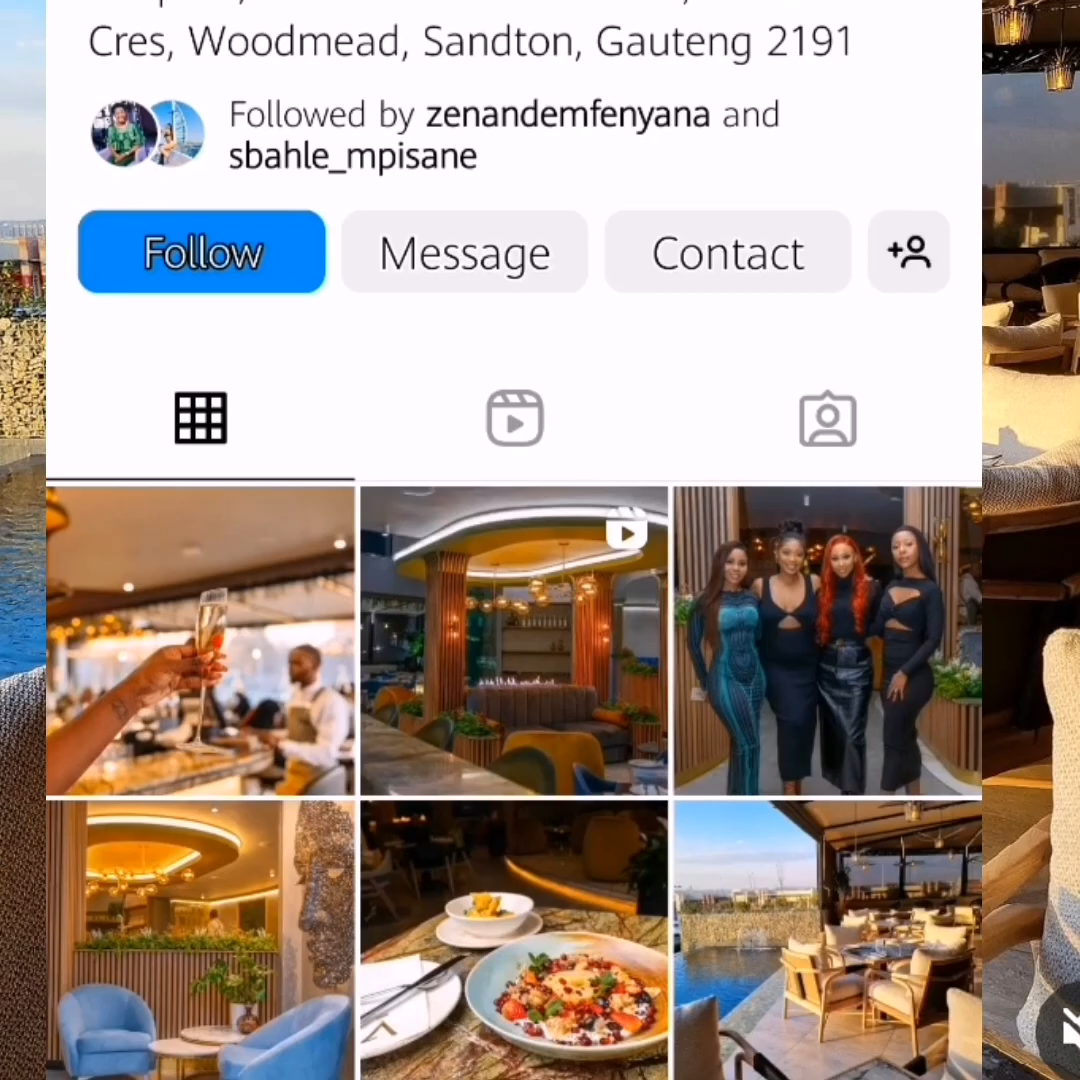 Cres, Woodmead, Sandton, Gauteng 2191
Followed by zenandemfenyana and
sbahle_mpisane
Follow
Message
Contact